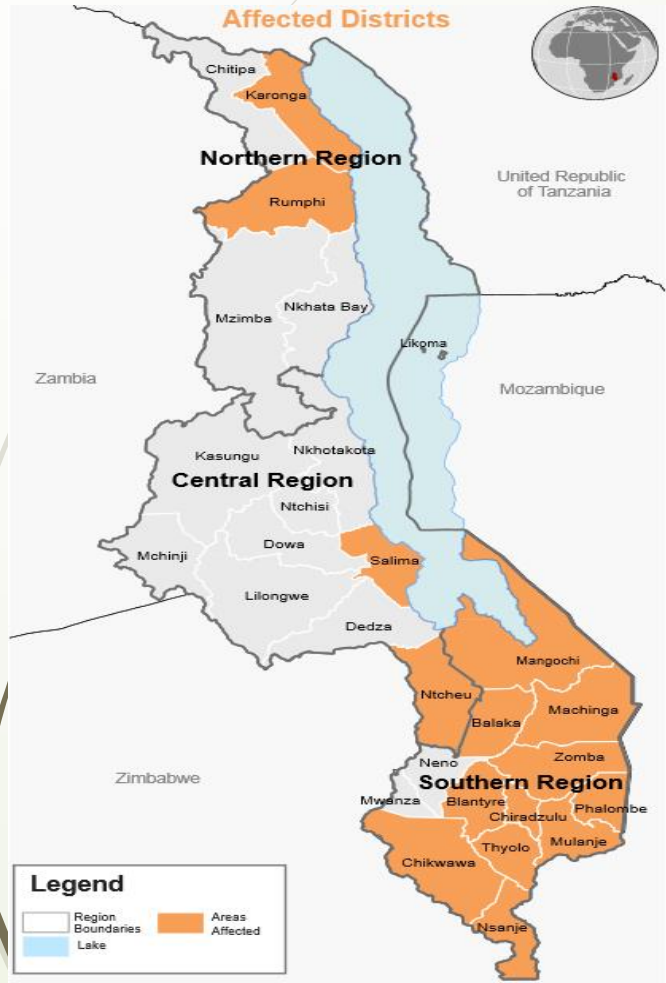 Affected Districts
Chitipa
Karonga
Northern Region
United Republic
of Tanzania
Rumphi
Mzimba
Nkhata Bay
Likoma
Zambia
Mozambique
Kasungu
Nkhotakota
Central Region
Ntchisi
Dowa
Mchinji
Salima
Lilongwe
Dedza
Mangochi
Ntcheu
Machinga
Balaka
Zomba
Neno
Zimbabwe
Southern Region
Mwanza
Blantyre
Phalombe
Chiradzulu
Mulanje
Thyolo
Chikwawa
Nsanje
Legend
Region
Boundaries
Areas
Affected
Lake